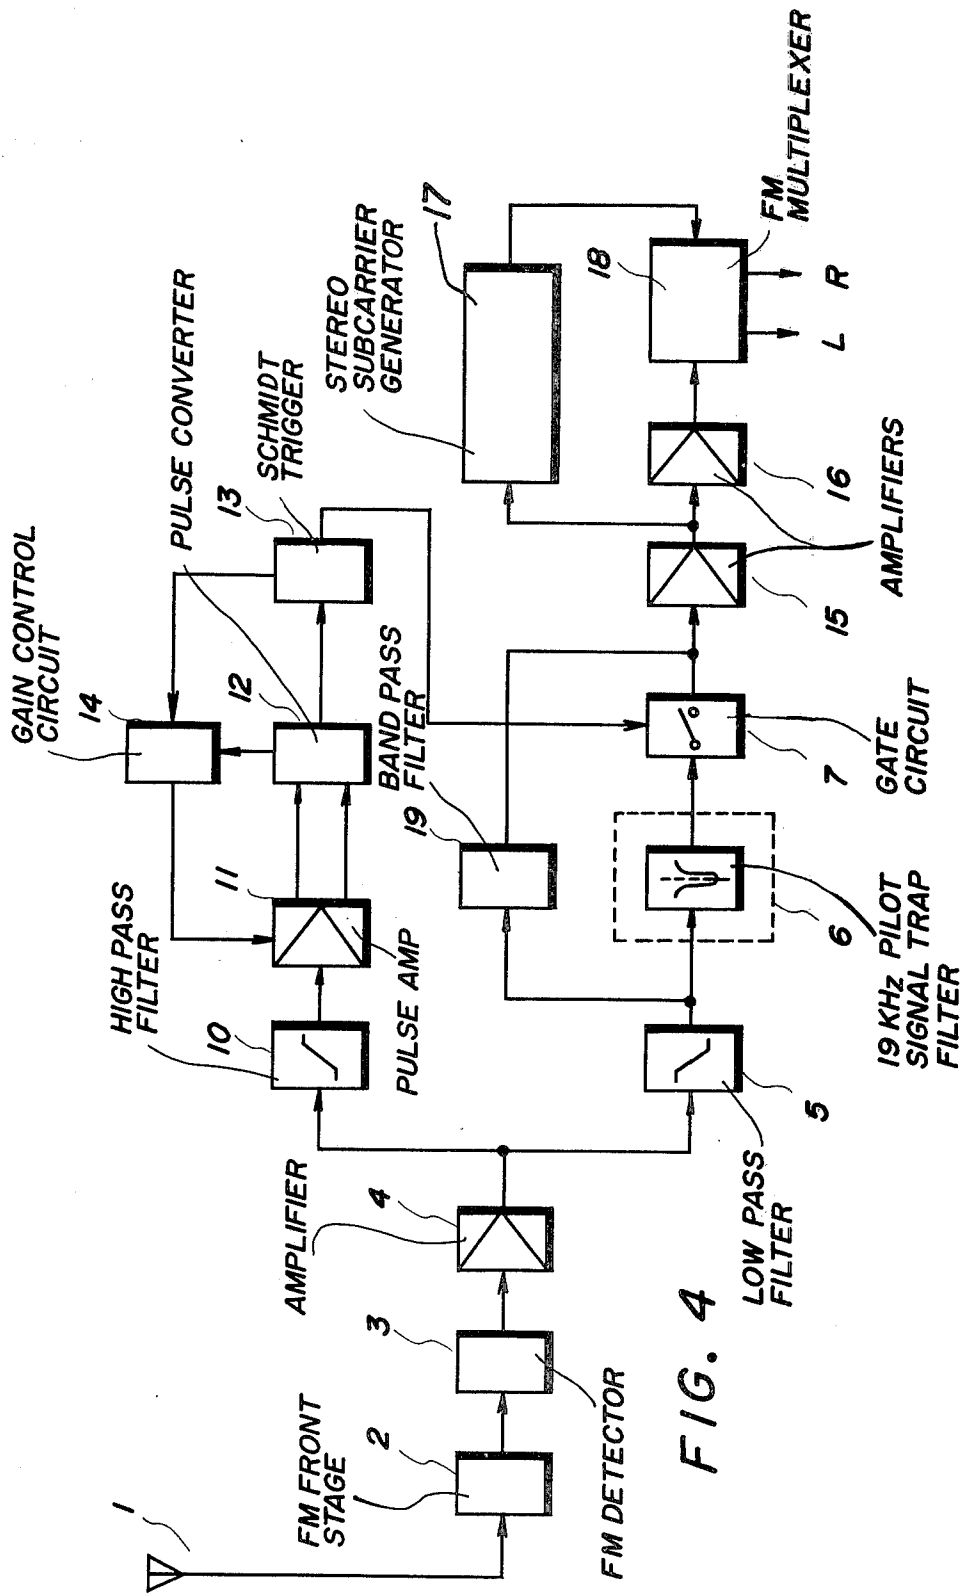 GAIN CONTROL
CIRCUIT
14
PULSE CONVERTER
HIGH PASS
FILTER
10
11
12
13
SCHMIDT
TRIGGER
PULSE AMP
BAND PASS
FILTER
19
STEREO
SUBCARRIER
GENERATOR
17
1
FM FRONT
STAGE
2
3
AMPLIFIER
4
FM DETECTOR
LOW PASS
FILTER
5
6
19 KHz PILOT
SIGNAL TRAP
FILTER
7
GATE
CIRCUIT
15
16
AMPLIFIERS
18
L
R
FM
MULTIPLEXER
FIG. 4